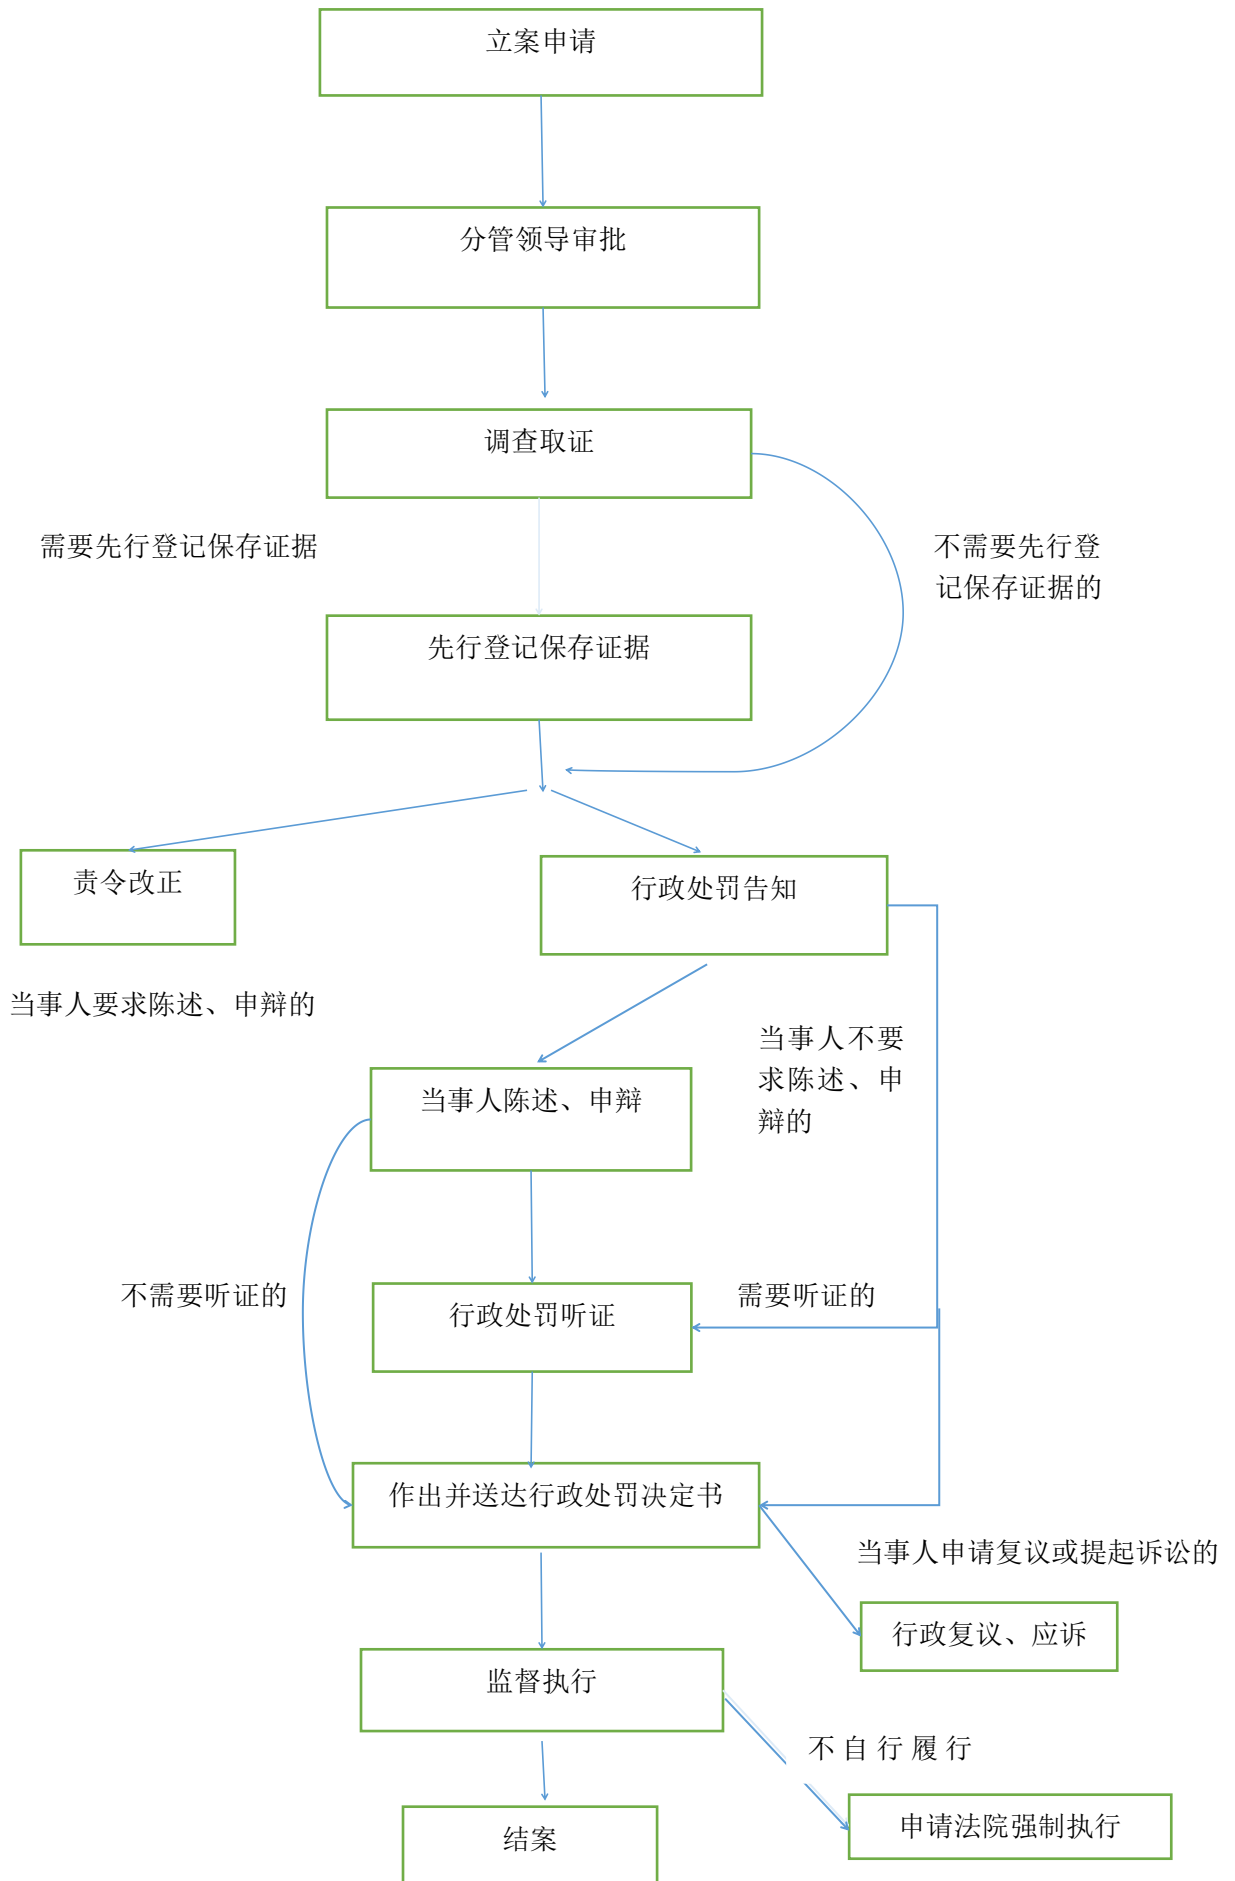 立案申请
分管领导审批
调查取证
需要先行登记保存证据
不需要先行登
记保存证据的
先行登记保存证据
责令改正
行政处罚告知
当事人要求陈述、申辩的
当事人不要
求陈述、申
辩的
当事人陈述、申辩
不需要听证的
需要听证的
行政处罚听证
作出并送达行政处罚决定书
当事人申请复议或提起诉讼的
行政复议、应诉
监督执行
不自行履行
申请法院强制执行
结案